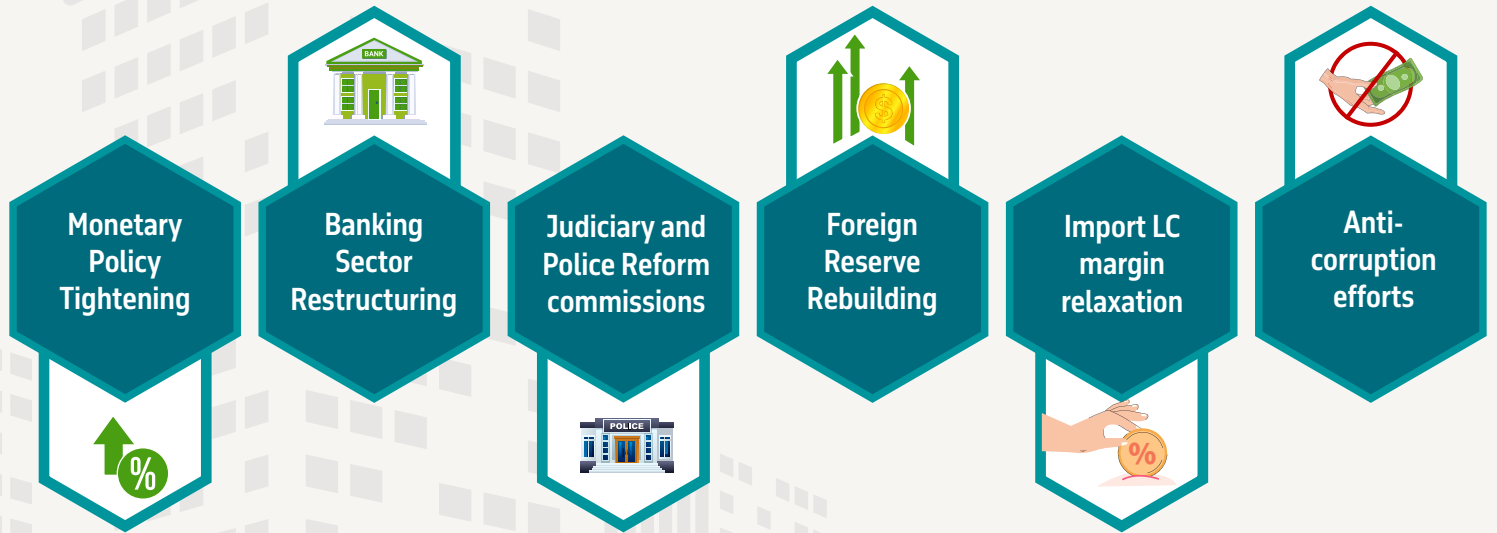 BANK
Monetary
Policy
Tightening
%
Banking
Sector
Restructuring
Judiciary and
Police Reform
commissions
POLICE
$
Foreign
Reserve
Rebuilding
Import LC
margin
relaxation
%
Anti-
corruption
efforts